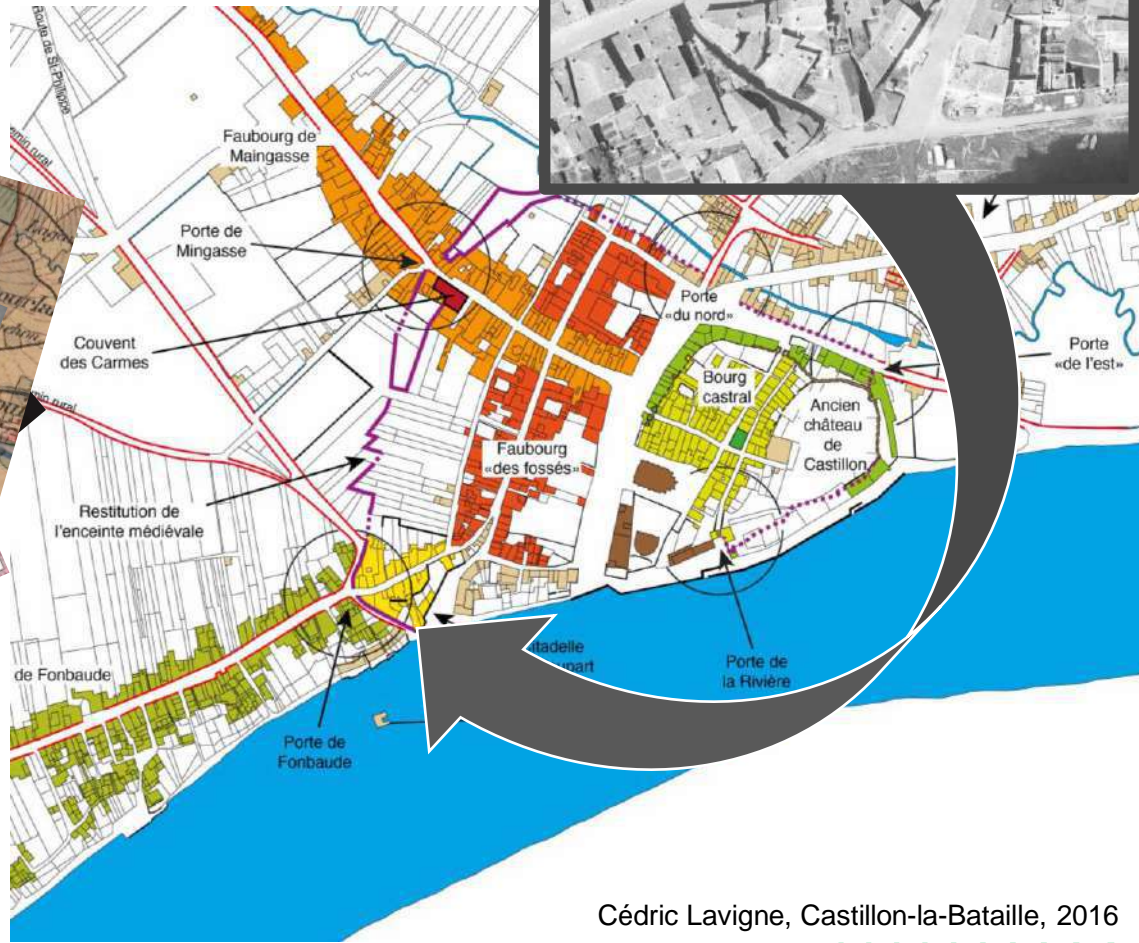 Route de St-Philippe
Faubourg de
Maingasse
Porte de
Mingasse
Couvent
des Carmes
rural
Restitution de
l'enceinte médiévale
de Fonbaude
Porte de
Fonbaude
Faubourg
«des fossés»
Porte
«du nord»
Bourg
castral
Ancien
château
de
Castillon
Porte
«de l'est»
Porte de
la Rivière
Cédric Lavigne, Castillon-la-Bataille, 2016